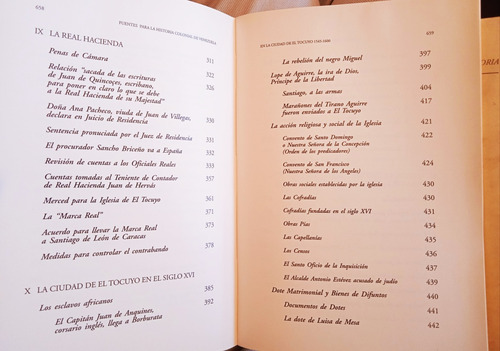 658
FUENTES PARA LA HISTORIA COLONIAL DE VENEZUELA
IX LA REAL HACIENDA
Penas de Cámara 311
Relación "sacada de las escrituras
de Juan de Quincoçes, escribano,
para poner en claro lo que se debe
a la Real Hacienda de su Majestad" 322
Doña Ana Pacheco, viuda de Juan de Villegas,
declara en Juicio de Residencia 331
Sentencia pronunciada por el Juez de Residencia 331
El procurador Sancho Briceño va a España 332
Revisión de cuentas a los Oficiales Reales 335
Cuentas tomadas al Teniente de Contador
de Real Hacienda Juan de Hervás 357
Merced para la Iglesia de El Tocuyo 361
La "Marca Real" 371
Acuerdo para llevar la Marca Real
a Santiago de León de Caracas 373
Medidas para controlar el contrabando 378
X LA CIUDAD DE EL TOCUYO EN EL SIGLO XVI
Los esclavos africanos 385
El Capitán Juan de Anquines,
corsario inglés, llega a Borburata 392
EN LA CIUDAD DE EL TOCUYO 1545-1600
659
La rebelión del negro Miguel 397
Lope de Aguirre, la ira de Dios,
Príncipe de la Libertad 399
Santiago, a las armas 404
Marañones del Tirano Aguirre
fueron enviados a El Tocuyo 417
La acción religiosa y social de la Iglesia 421
Convento de Santo Domingo
o Nuestra Señora de la Concepción
(Orden de los predicadores) 422
Convento de San Francisco
(Nuestra Señora de los Angeles) 424
Obras sociales establecidas por la iglesia 430
Las Cofradías 430
Cofradías fundadas en el siglo XVI 431
Obras Pías 434
Las Capellanías 435
Los Censos 436
El Santo Oficio de la Inquisición 437
El Alcalde Antonio Estévez acusado de judío 439
Dote Matrimonial y Bienes de Difuntos 440
Documentos de Dotes 441
La dote de Luisa de Mesa 442